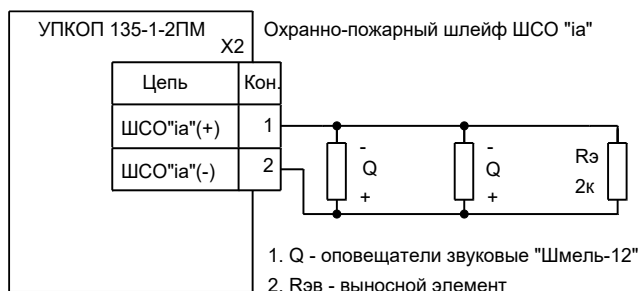 УПКОП 135-1-2ПМ
Охранно-пожарный шлейф ШСО "ia"
X2
Цепь Кон.
ШСО"ia"(+) 1
ШСО"ia"(-) 2
- - 
Q Q Rэ
+ + 2к
1. Q - оповещатели звуковые "Шмель-12"
2. Rэв - выносной элемент